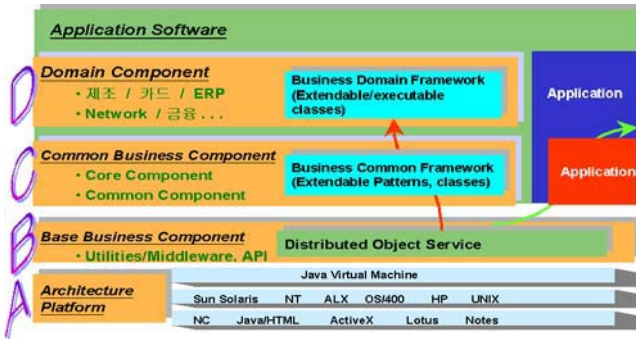 Application Software
D
Domain Component
• 제조 / 카드 / ERP
• Network / 금융 ...
Business Domain Framework
(Extendable/executable
classes)
Application
C
Common Business Component
• Core Component
• Common Component
Business Common Framework
(Extendable Patterns, classes)
Application
B
Base Business Component
• Utilities/Middleware, API
Distributed Object Service
A
Architecture
Platform
Java Virtual Machine
Sun Solaris NT ALX OS/400 HP UNIX
NC Java/HTML ActiveX Lotus Notes